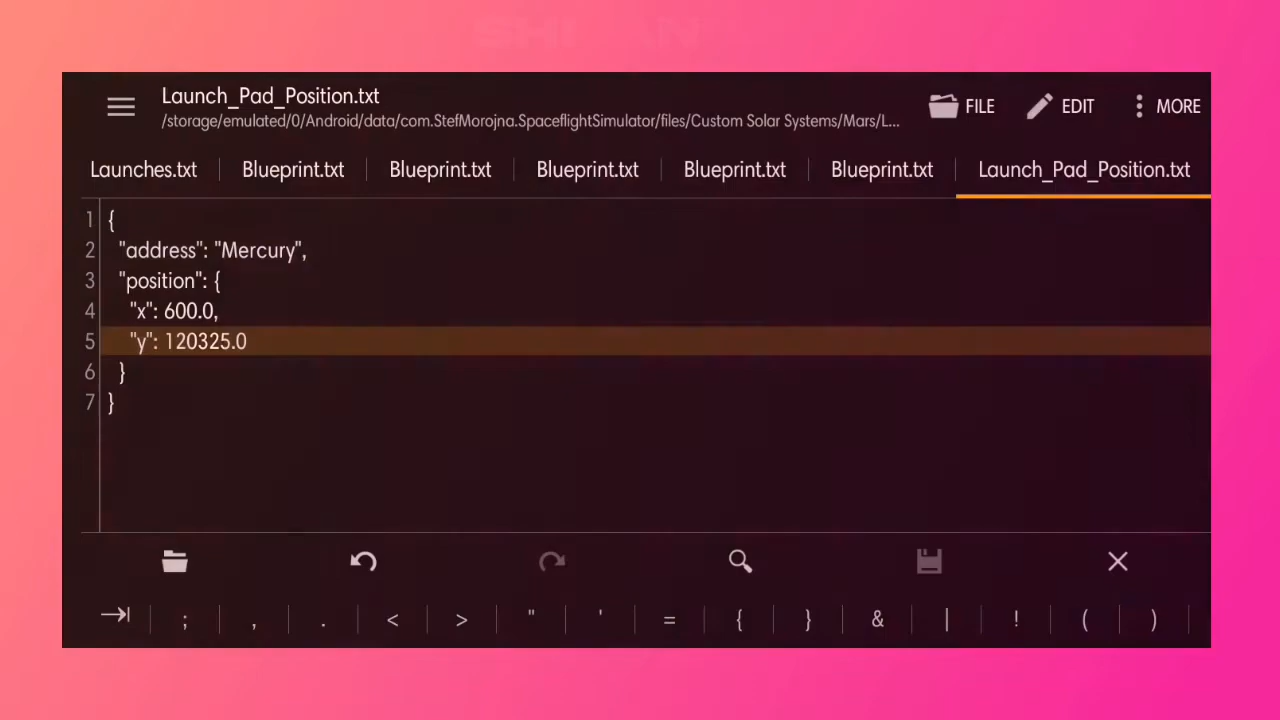 Launch_Pad_Position.txt
/storage/emulated/0/Android/data/com.StefMorojna.SpaceflightSimulator/files/Custom Solar Systems/Mars/L...
FILE
EDIT
MORE
Launches.txt
Blueprint.txt
Blueprint.txt
Blueprint.txt
Blueprint.txt
Blueprint.txt
Launch_Pad_Position.txt
1 {
2 "address": "Mercury",
3 "position": {
4 "x": 600.0,
5 "y": 120325.0
6 }
7 }
; , . < > " ' = { } & | ! ( )